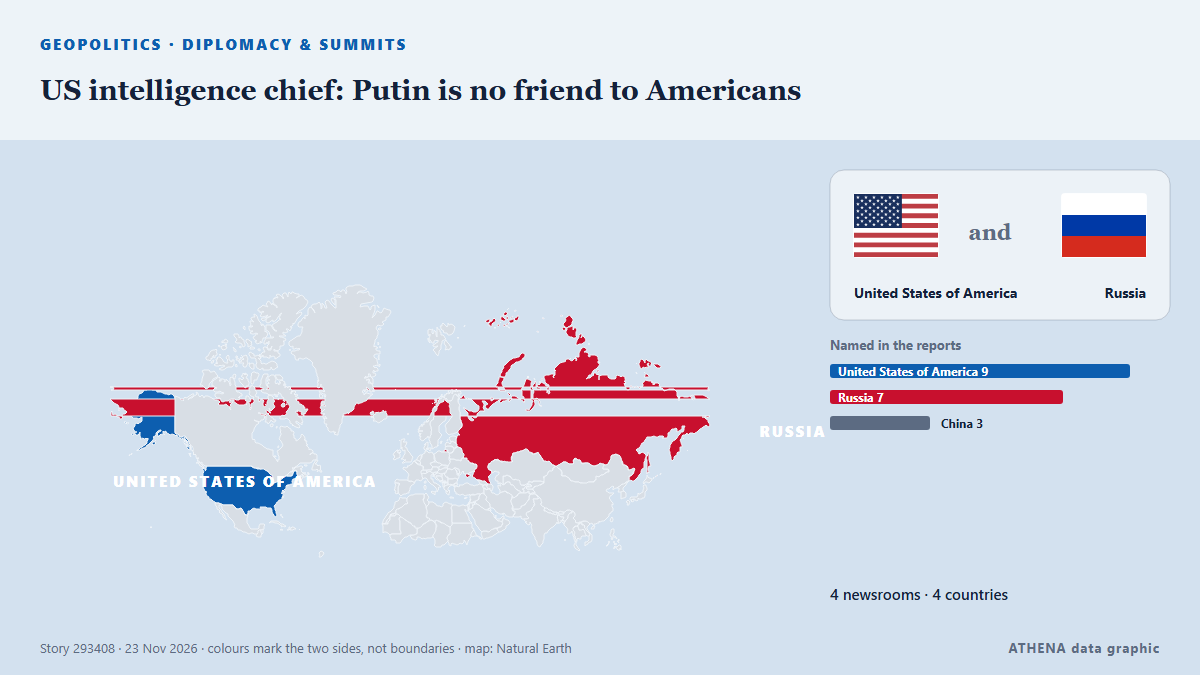 GEOPOLITICS · DIPLOMACY & SUMMITS
US intelligence chief: Putin is no friend to Americans
and
United States of America
Russia
Named in the reports
United States of America 9
Russia 7
China 3
RUSSIA
UNITED STATES OF AMERICA
4 newsrooms · 4 countries
Story 293408 · 23 Nov 2026 · colours mark the two sides, not boundaries · map: Natural Earth
ATHENA data graphic